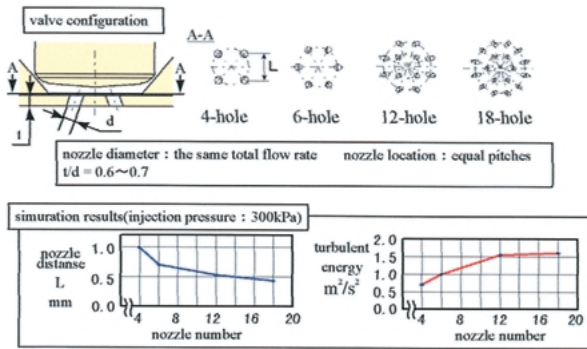 valve configuration
A-A
A
A
L
t
d
4-hole
6-hole
12-hole
18-hole
nozzle diameter : the same total flow rate nozzle location : equal pitches
t/d = 0.6～0.7
simuration results(injection pressure : 300kPa)
nozzle
distanse
L
mm
1.0
0.5
0.0
4
8
12
16
20
nozzle number
turbulent
energy
m²/s²
2.0
1.5
1.0
0.5
0.0
4
8
12
16
20
nozzle number